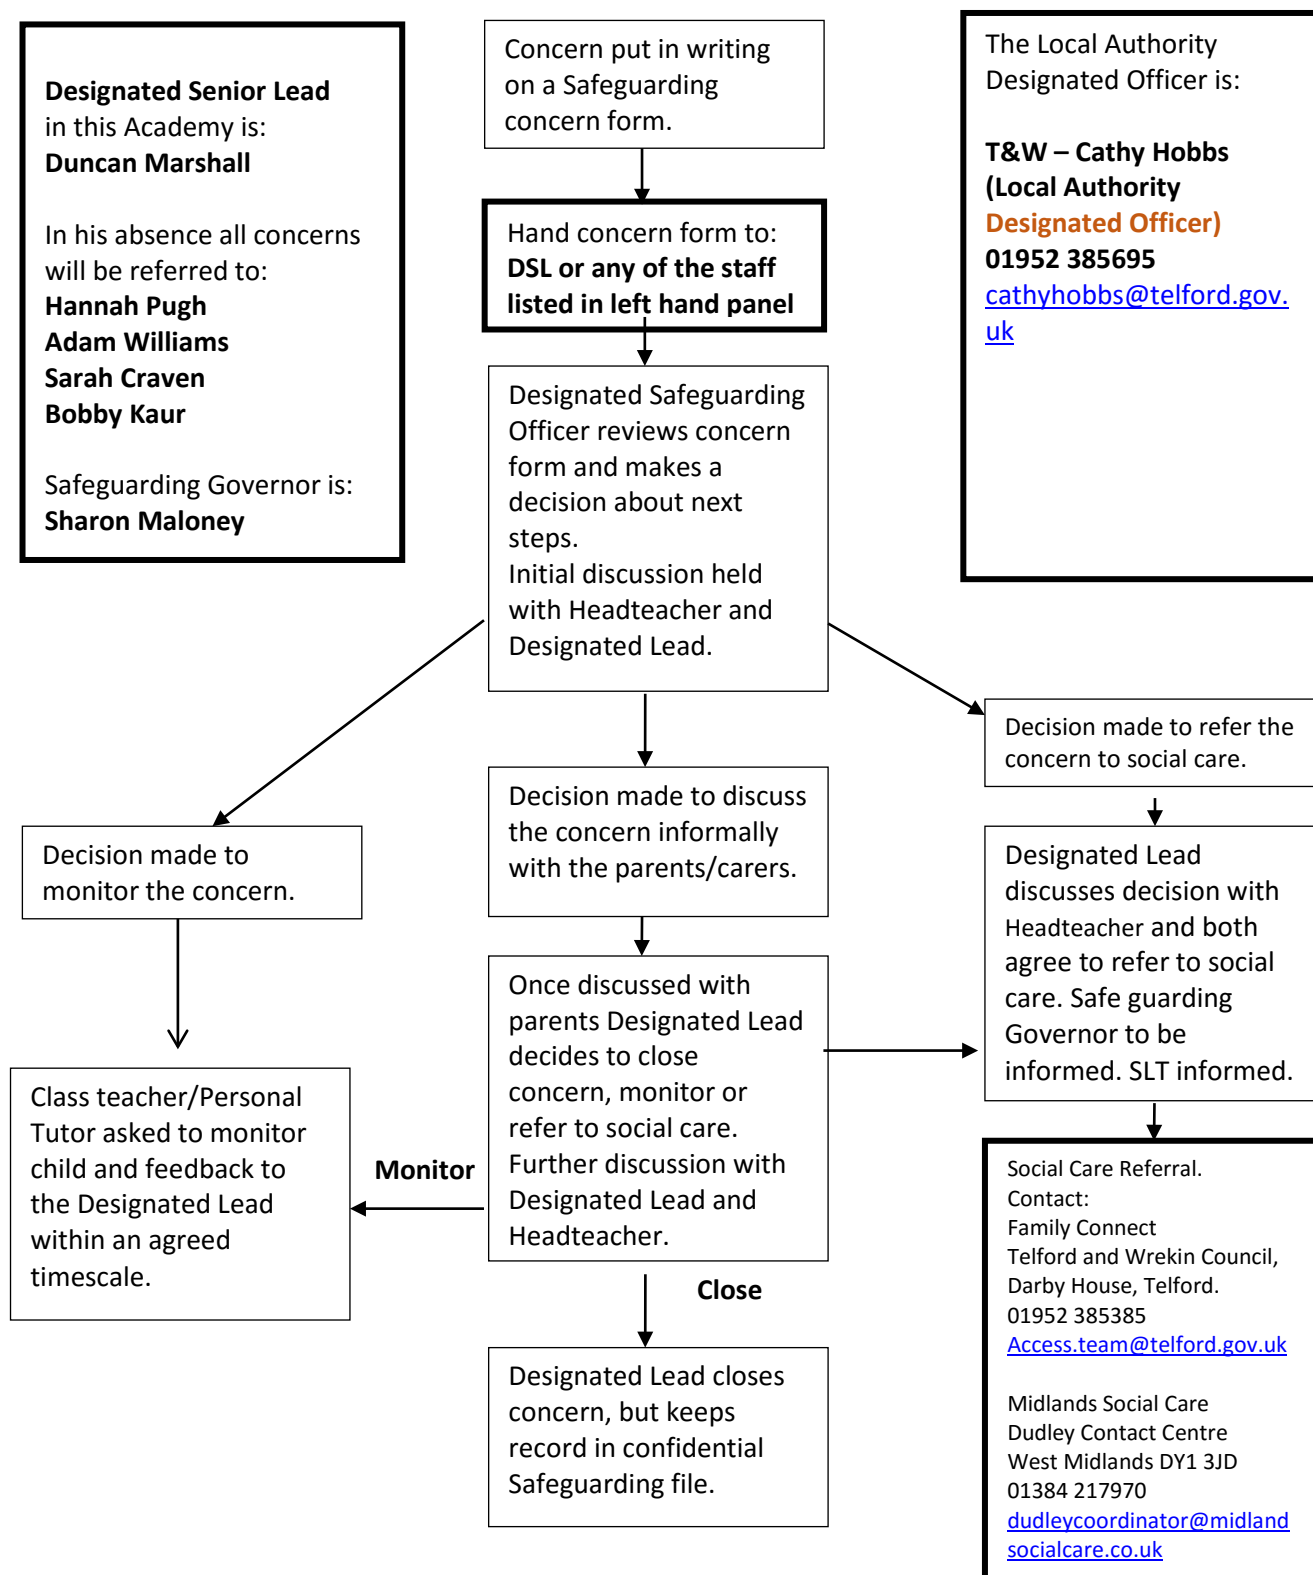 Designated Senior Lead
in this Academy is:
Duncan Marshall
In his absence all concerns
will be referred to:
Hannah Pugh
Adam Williams
Sarah Craven
Bobby Kaur
Safeguarding Governor is:
Sharon Maloney
Concern put in writing
on a Safeguarding
concern form.
The Local Authority
Designated Officer is:
T&W – Cathy Hobbs
(Local Authority
Designated Officer)
01952 385695
cathyhobbs@telford.gov.
uk
Hand concern form to:
DSL or any of the staff
listed in left hand panel
Designated Safeguarding
Officer reviews concern
form and makes a
decision about next
steps.
Initial discussion held
with Headteacher and
Designated Lead.
Decision made to
monitor the concern.
Decision made to discuss
the concern informally
with the parents/carers.
Decision made to refer the
concern to social care.
Class teacher/Personal
Tutor asked to monitor
child and feedback to
the Designated Lead
within an agreed
timescale.
Monitor
Once discussed with
parents Designated Lead
decides to close
concern, monitor or
refer to social care.
Further discussion with
Designated Lead and
Headteacher.
Designated Lead
discusses decision with
Headteacher and both
agree to refer to social
care. Safe guarding
Governor to be
informed. SLT informed.
Close
Designated Lead closes
concern, but keeps
record in confidential
Safeguarding file.
Social Care Referral.
Contact:
Family Connect
Telford and Wrekin Council,
Darby House, Telford.
01952 385385
Access.team@telford.gov.uk
Midlands Social Care
Dudley Contact Centre
West Midlands DY1 3JD
01384 217970
dudleycoordinator@midland
socialcare.co.uk